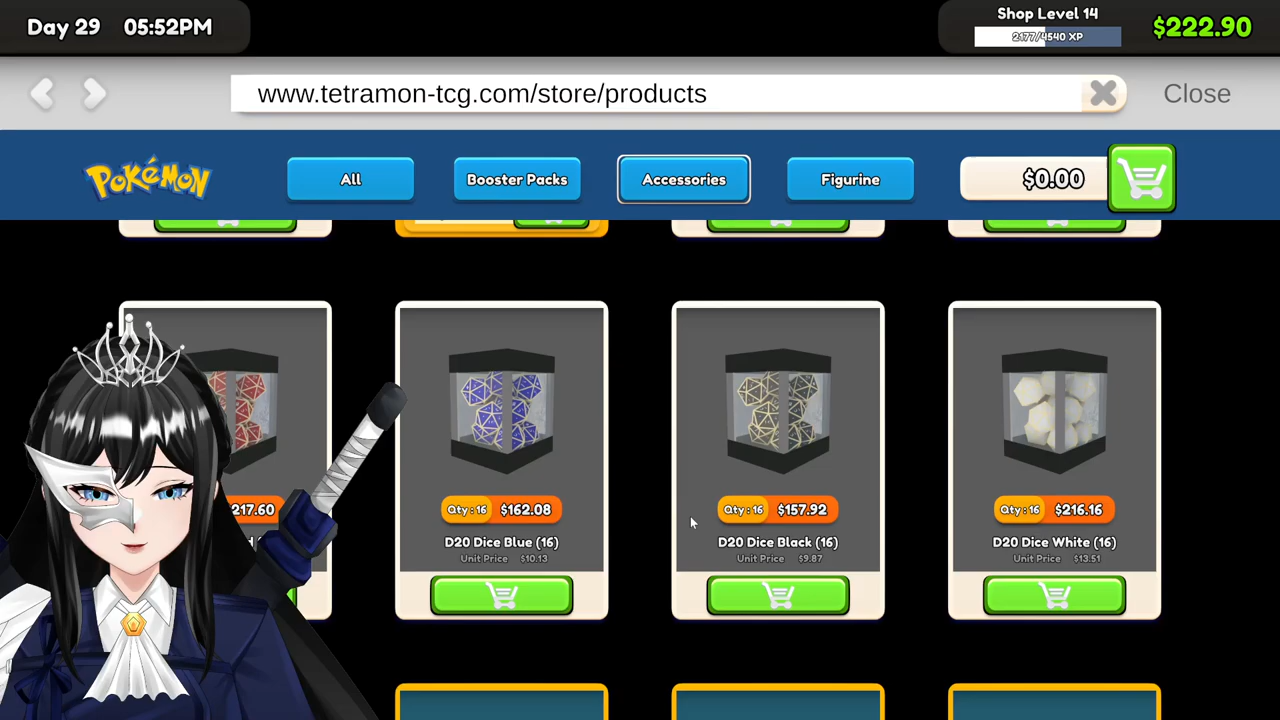 Day 29 05:52PM
Shop Level 14
2177/4540 XP
$222.90
www.tetramon-tcg.com/store/products
Close
POKéMON
All
Booster Packs
Accessories
Figurine
$0.00
217.60
Qty : 16 $162.08
D20 Dice Blue (16)
Unit Price $10.13
Qty : 16 $157.92
D20 Dice Black (16)
Unit Price $9.87
Qty : 16 $216.16
D20 Dice White (16)
Unit Price $13.51